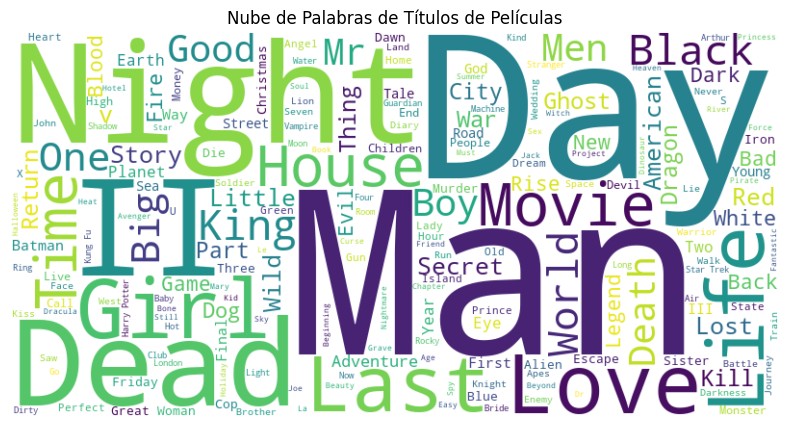 Nube de Palabras de Títulos de Películas
Night
Day
Man
II
Dead
Girl
House
Last
Love
Life
Movie
Black
King
Boy
Big
One
Time
Good
Mr
Men
City
War
Ghost
American
Dark
New
Dragon
Bad
Red
White
Rise
Road
People
World
Death
Legend
Lost
Kill
Secret
Little
Part
Wild
Evil
Dog
Game
Story
Planet
Return
Batman
Fire
Blood
V
Earth
High
Way
Street
Christmas
Thing
Tale
Children
Dawn
Land
Home
Water
Angel
Money
Lion
Seven
Vampire
Moon
Book
Guardian
End
Diary
God
Summer
Kind
Stranger
Heaven
Witch
Machine
Wedding
Dream
Jack
Project
Sex
Must
Arthur
Princess
Never
S
River
Iron
Young
Force
Dinosaur
Pirate
Lie
Devil
Space
Murder
Lady
Hour
Run
Island
Friend
Old
Year
Eye
Prince
Gun
Room
Curse
Four
Soldier
Green
Three
Sea
U
Avenger
Kung Fu
Heat
Halloween
X
Ring
Live
Face
Call
West
Kiss
Dracula
Harry Potter
Baby
Bone
Still
Hot
Mary
Kid
Sky
Le
Beginning
Nightmare
Chapter
Rocky
Grave
Age
Adventure
First
Alien
Apes
Escape
Sister
Back
Two
Walk
Star Trek
Warrior
Long
Air
State
III
Battle
Train
Journey
Fantastic
Monster
Darkness
Or
Beyond
Knight
Blue
Bride
Enemy
Spy
Easy
Beauty
Now
La
Joe
Light
Holiday
Final
Cop
Brother
Woman
London
Club
Friday
Great
Perfect
Dirty
Saw
Go
Heart
John
Shadow
Hotel
Star
Die
Soul